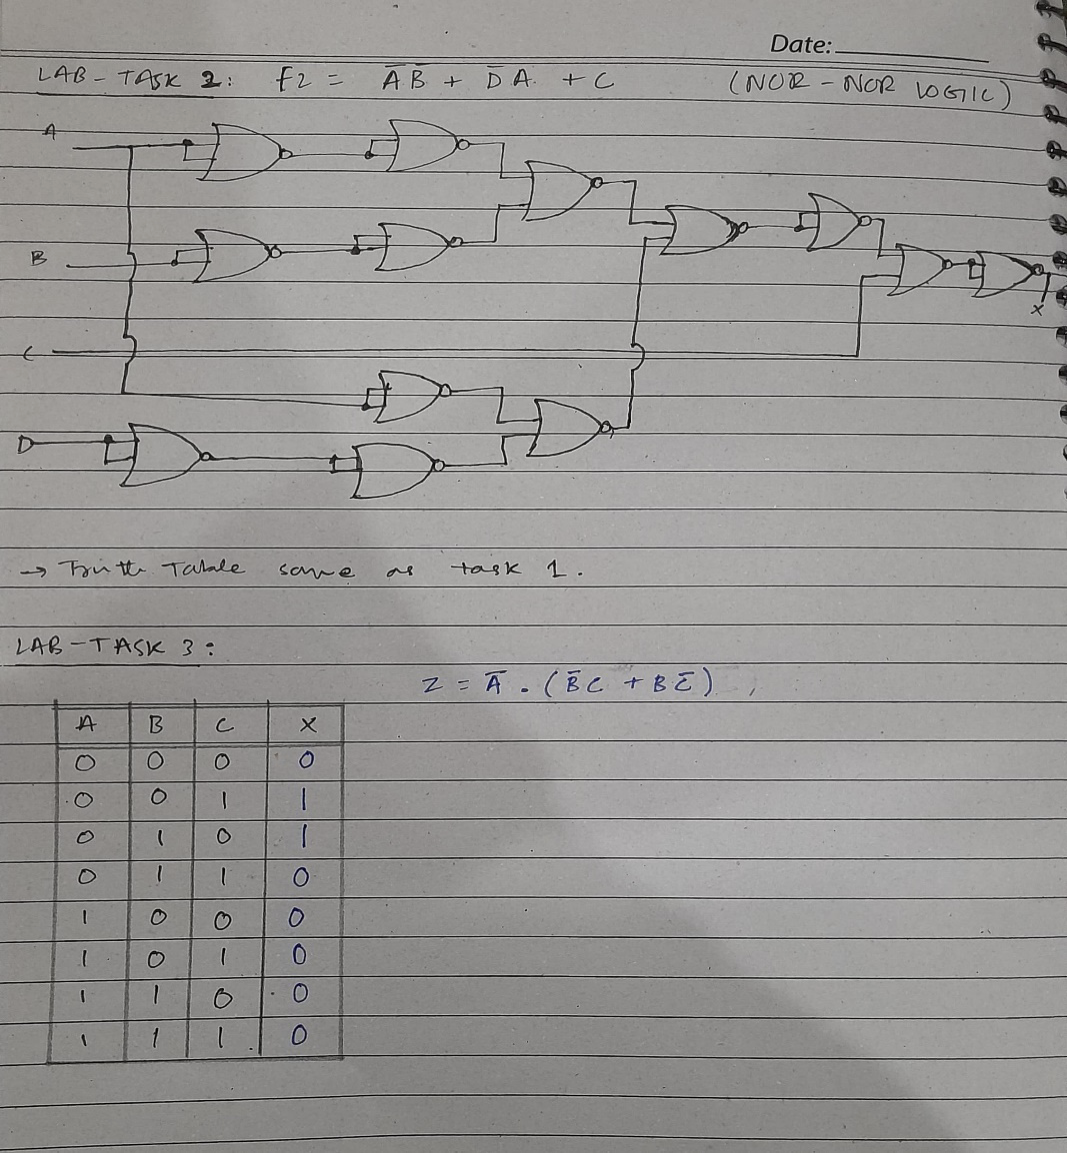 Date:
LAB-TASK 2: f2 = A̅ B̅ + D̅ A. + C (NOR-NOR LOGIC)
A
B
X
C
D
→ Truth Table same as task 1.
LAB-TASK 3:
Z = A̅ . (B̅C + BC̅) ,
A B C X
0 0 0 0
0 0 1 1
0 1 0 1
0 1 1 0
1 0 0 0
1 0 1 0
1 1 0 0
1 1 1 0